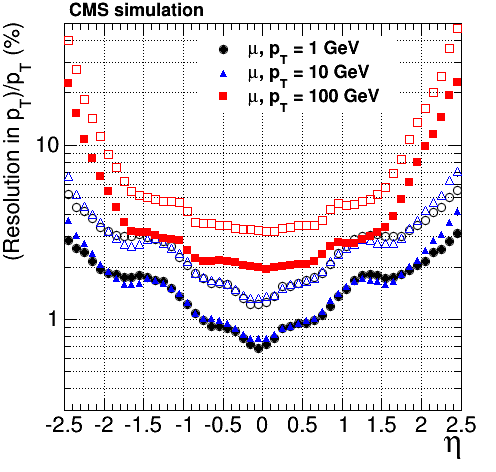 CMS simulation
(Resolution in p_T)/p_T (%)
μ, p_T = 1 GeV
μ, p_T = 10 GeV
μ, p_T = 100 GeV
10
1
-2.5 -2 -1.5 -1 -0.5 0 0.5 1 1.5 2 2.5
η